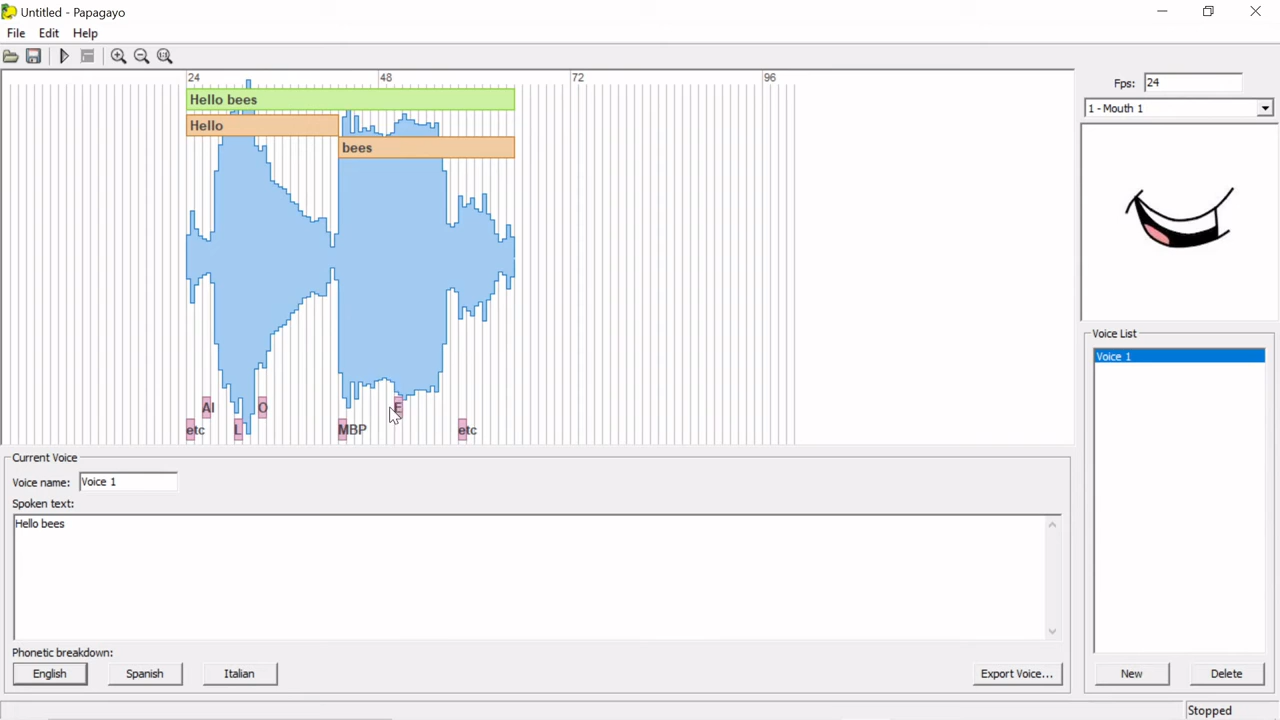 Untitled - Papagayo
File Edit Help
24 48 72 96
Hello bees
Hello
bees
AI O E
etc L MBP etc
Fps: 24
1 - Mouth 1
Voice List
Voice 1
Current Voice
Voice name: Voice 1
Spoken text:
Hello bees
Phonetic breakdown:
English Spanish Italian Export Voice... New Delete
Stopped